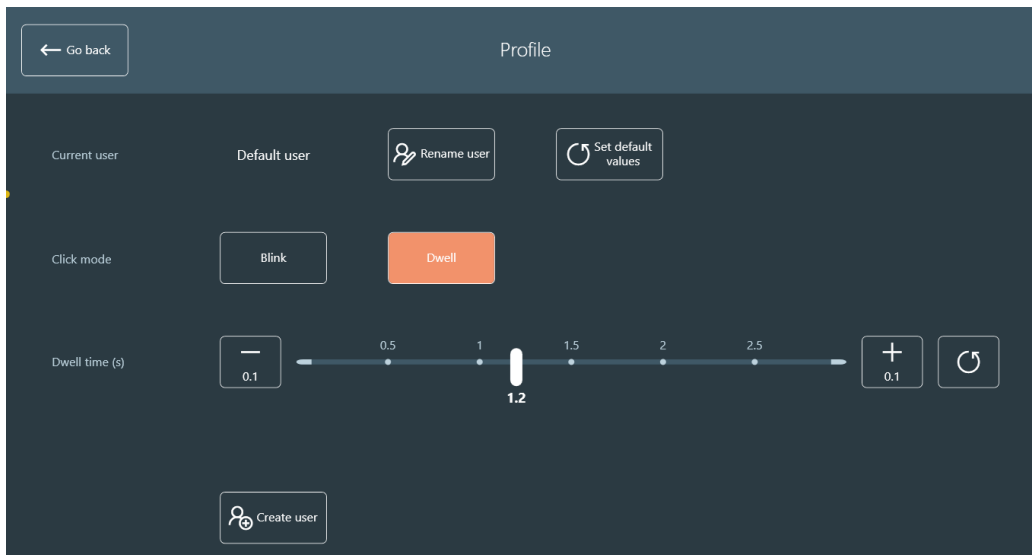 Go back
Profile
Current user
Default user
Rename user
Set default
values
Click mode
Blink
Dwell
Dwell time (s)
0.1
0.5
1
1.5
2
2.5
1.2
0.1
Create user